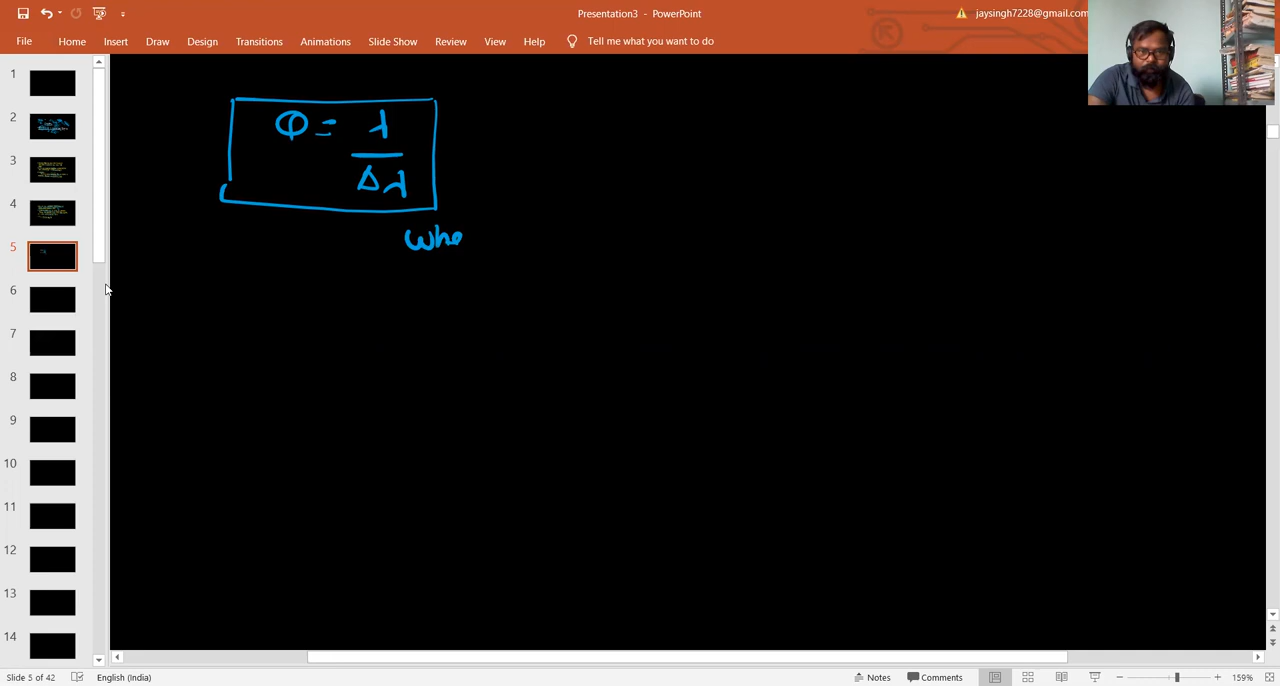 Presentation3 - PowerPoint
jaysingh7228@gmail.com
File Home Insert Draw Design Transitions Animations Slide Show Review View Help Tell me what you want to do
1
2
3
4
5
6
7
8
9
10
11
12
13
14
Φ = λ
Δλ
whe
Slide 5 of 42 English (India) Notes Comments 159%